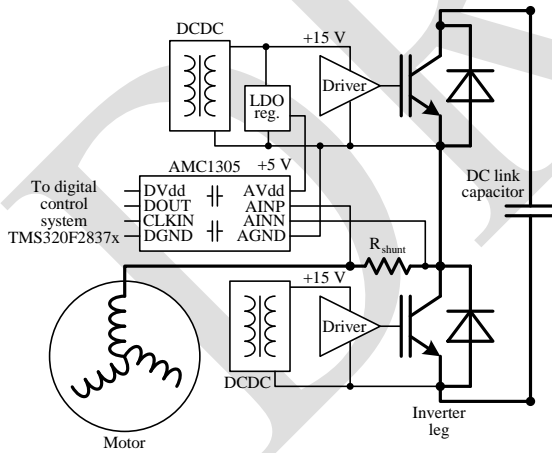 DCDC
+15 V
LDO
reg.
Driver
AMC1305
+5 V
To digital
control
system
TMS320F2837x
DVdd
DOUT
CLKIN
DGND
AVdd
AINP
AINN
AGND
DC link
capacitor
Rshunt
+15 V
Driver
DCDC
Inverter
leg
Motor